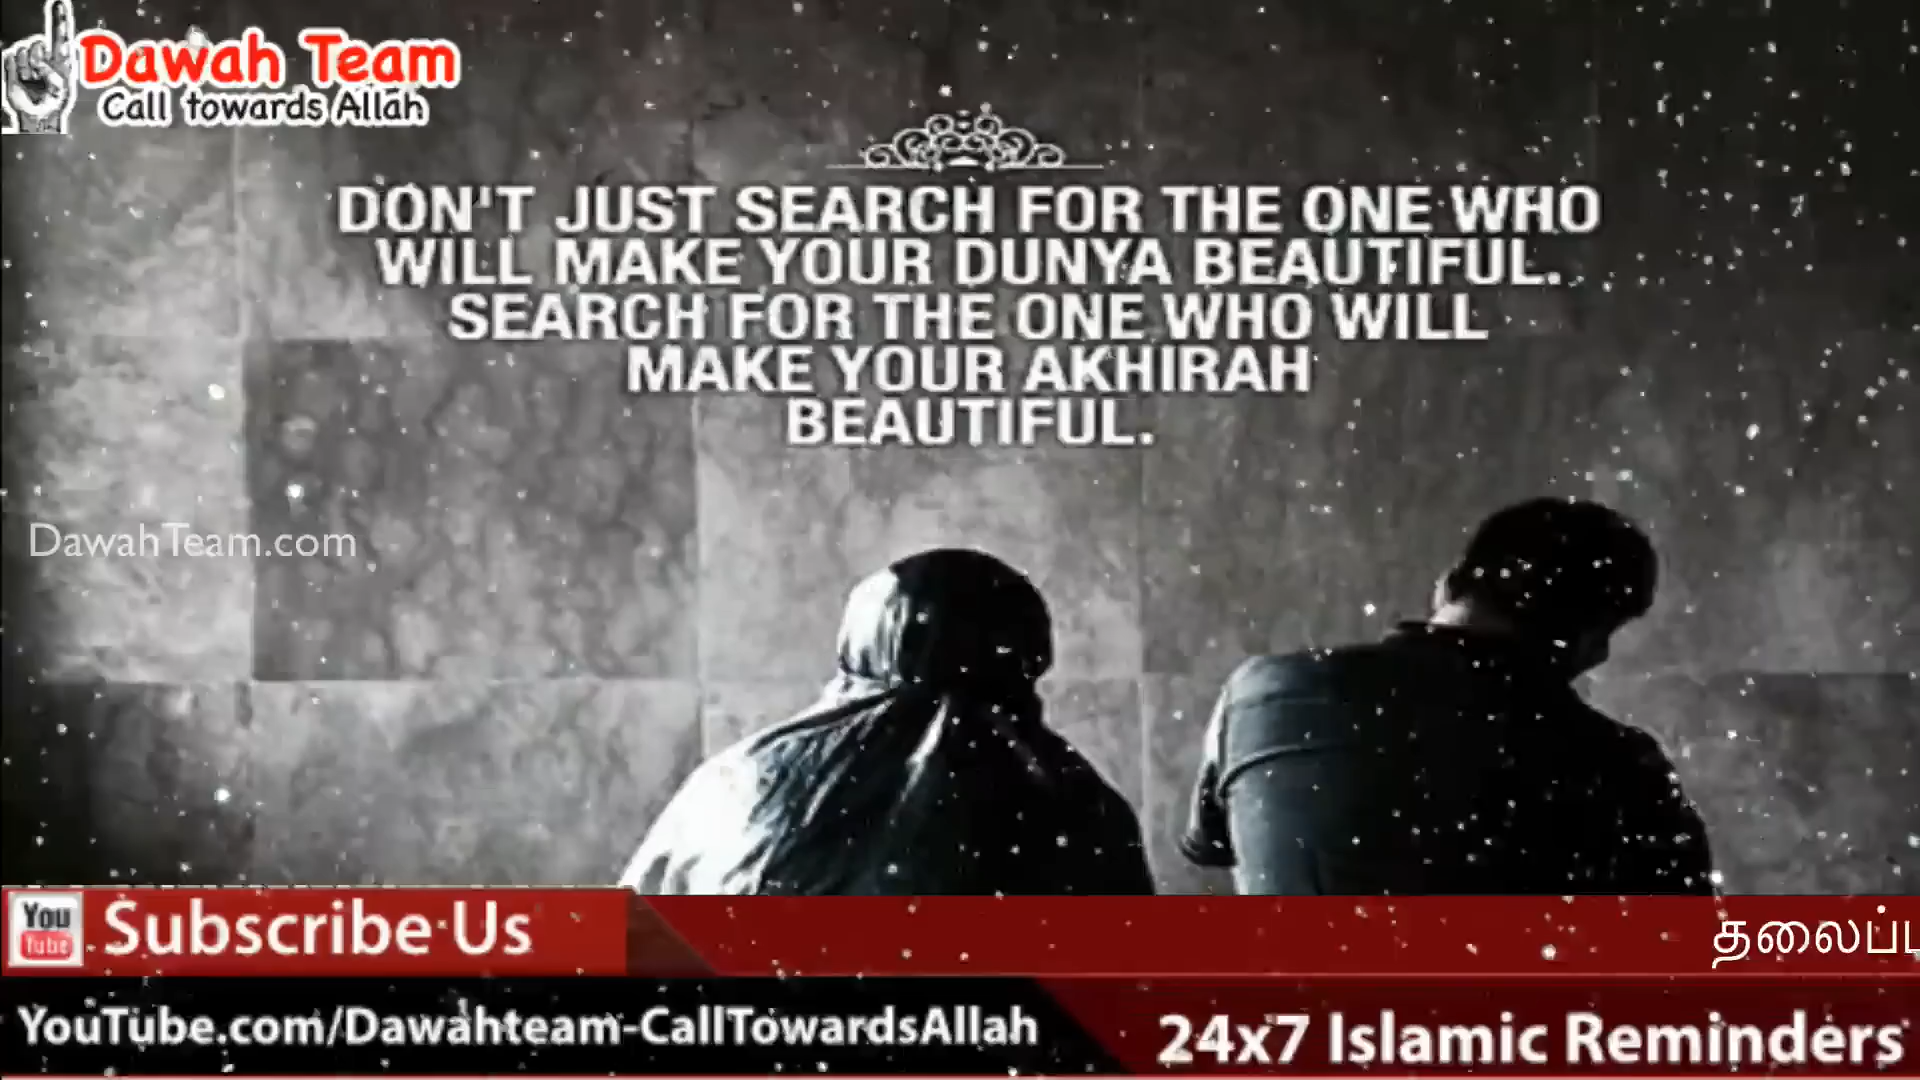 Dawah Team
Call towards Allah
DON'T JUST SEARCH FOR THE ONE WHO
WILL MAKE YOUR DUNYA BEAUTIFUL.
SEARCH FOR THE ONE WHO WILL
MAKE YOUR AKHIRAH
BEAUTIFUL.
DawahTeam.com
You
Tube
Subscribe Us
YouTube.com/Dawahteam-CallTowardsAllah
24x7 Islamic Reminders